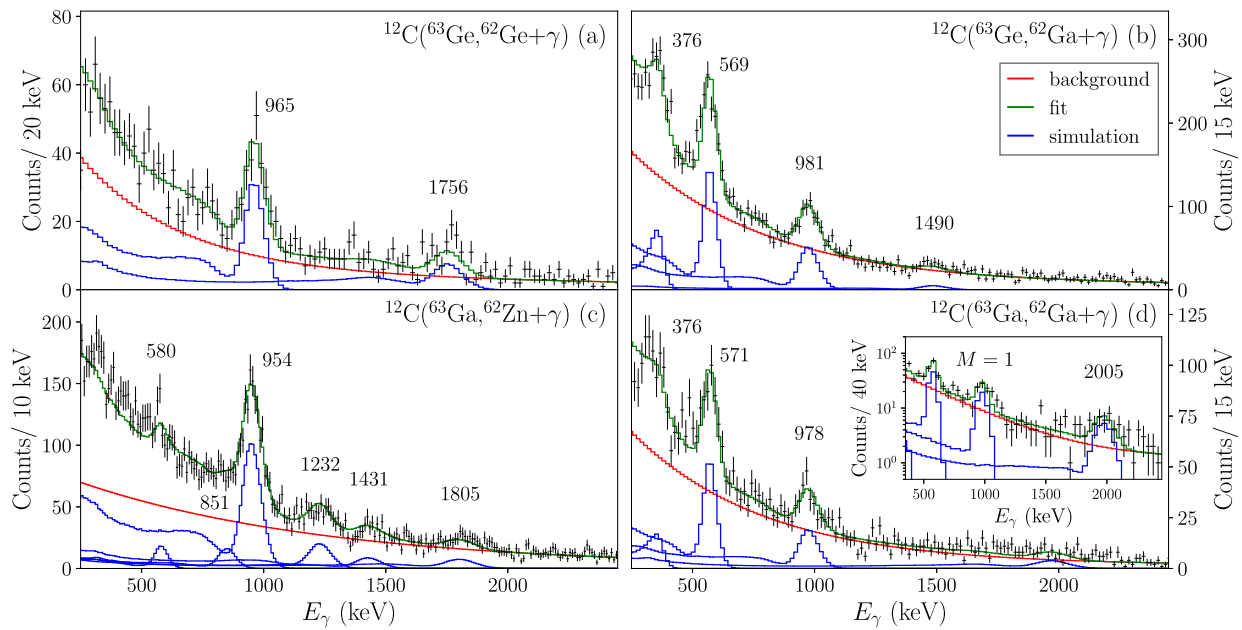 ¹²C(⁶³Ge,⁶²Ge+γ) (a)
80
60
40
20
0
Counts/ 20 keV
965
1756
¹²C(⁶³Ge,⁶²Ga+γ) (b)
376
569
981
1490
background
fit
simulation
300
200
100
0
Counts/ 15 keV
¹²C(⁶³Ga,⁶²Zn+γ) (c)
200
150
100
50
0
Counts/ 10 keV
580
954
851
1232
1431
1805
500 1000 1500 2000
E_γ (keV)
¹²C(⁶³Ga,⁶²Ga+γ) (d)
376
571
978
M = 1
2005
10²
10¹
10⁰
Counts/ 40 keV
500 1000 1500 2000
E_γ (keV)
125
100
75
50
25
0
Counts/ 15 keV
500 1000 1500 2000
E_γ (keV)